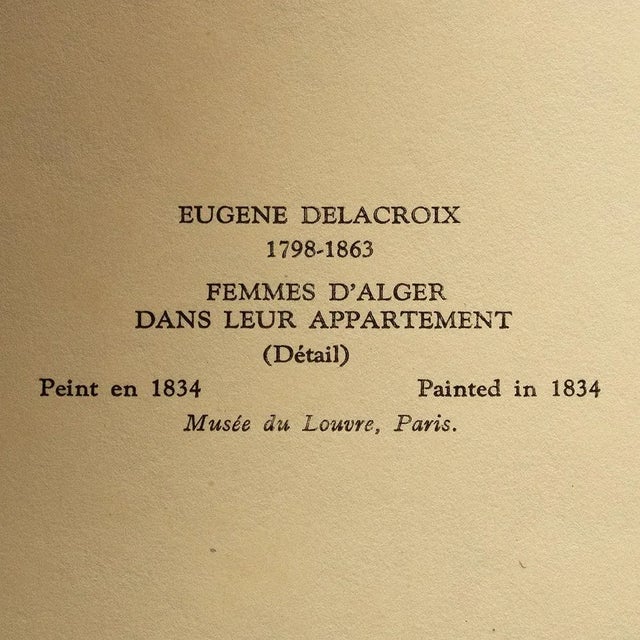 EUGENE DELACROIX
1798-1863
FEMMES D'ALGER
DANS LEUR APPARTEMENT
(Détail)
Peint en 1834 Painted in 1834
Musée du Louvre, Paris.